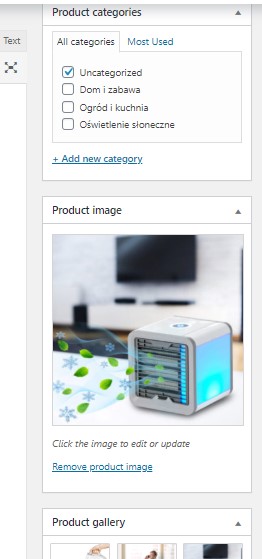 Product categories
Text
All categories
Most Used
Uncategorized
Dom i zabawa
Ogród i kuchnia
Oświetlenie słoneczne
+ Add new category
Product image
Click the image to edit or update
Remove product image
Product gallery